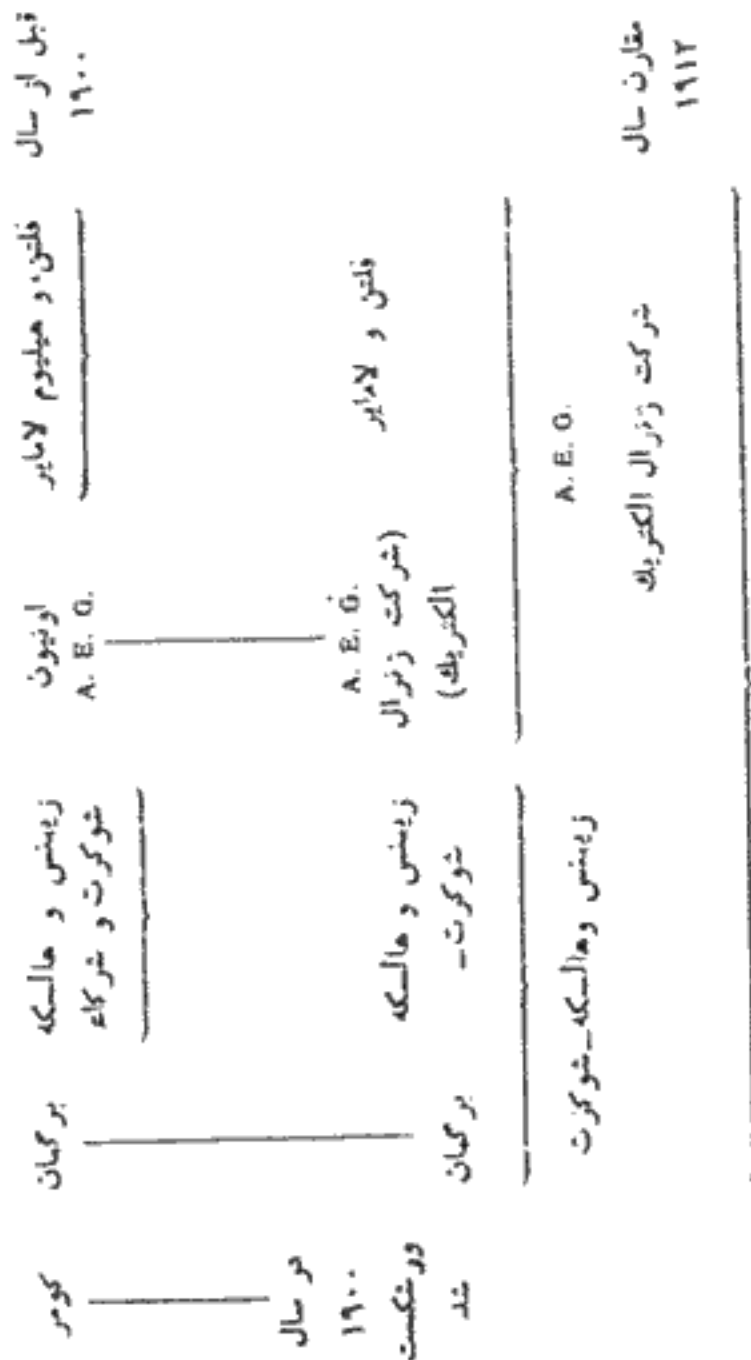 قبل از سال
۱۹۰۰
فلتن، و هیلیوم لامایر
اونیون
A. E. G.
زیمنس و هالسکه
شوکرت و شرکاء
برگمان
کومر
فلتن و لامایر
A. E. G.
(شرکت ژنرال
الکتریک)
زیمنس و هالسکه
– شوکرت
برگمان
در سال
۱۹۰۰
ورشکست
شد
مقارن سال
۱۹۱۲
A. E. G.
شرکت ژنرال الکتریک
زیمنس وهالسکه – شوکرت